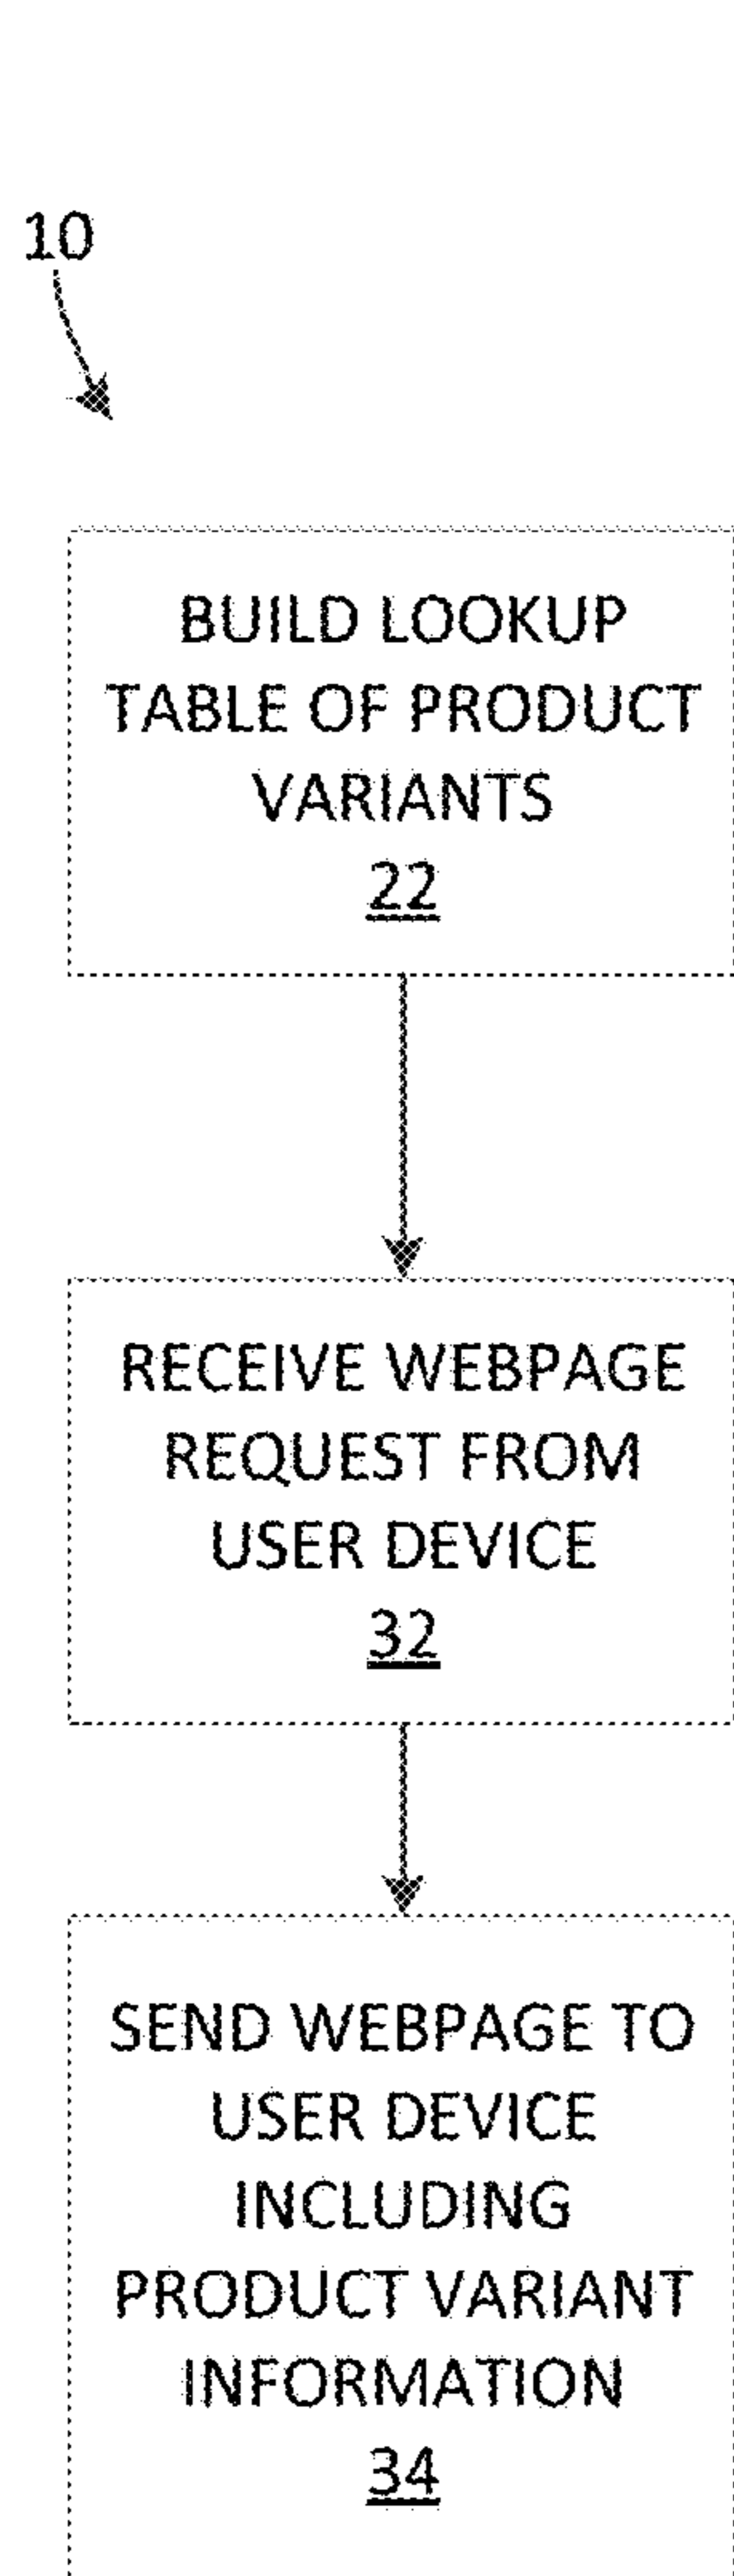 10
BUILD LOOKUP
TABLE OF PRODUCT
VARIANTS
22
RECEIVE WEBPAGE
REQUEST FROM
USER DEVICE
32
SEND WEBPAGE TO
USER DEVICE
INCLUDING
PRODUCT VARIANT
INFORMATION
34